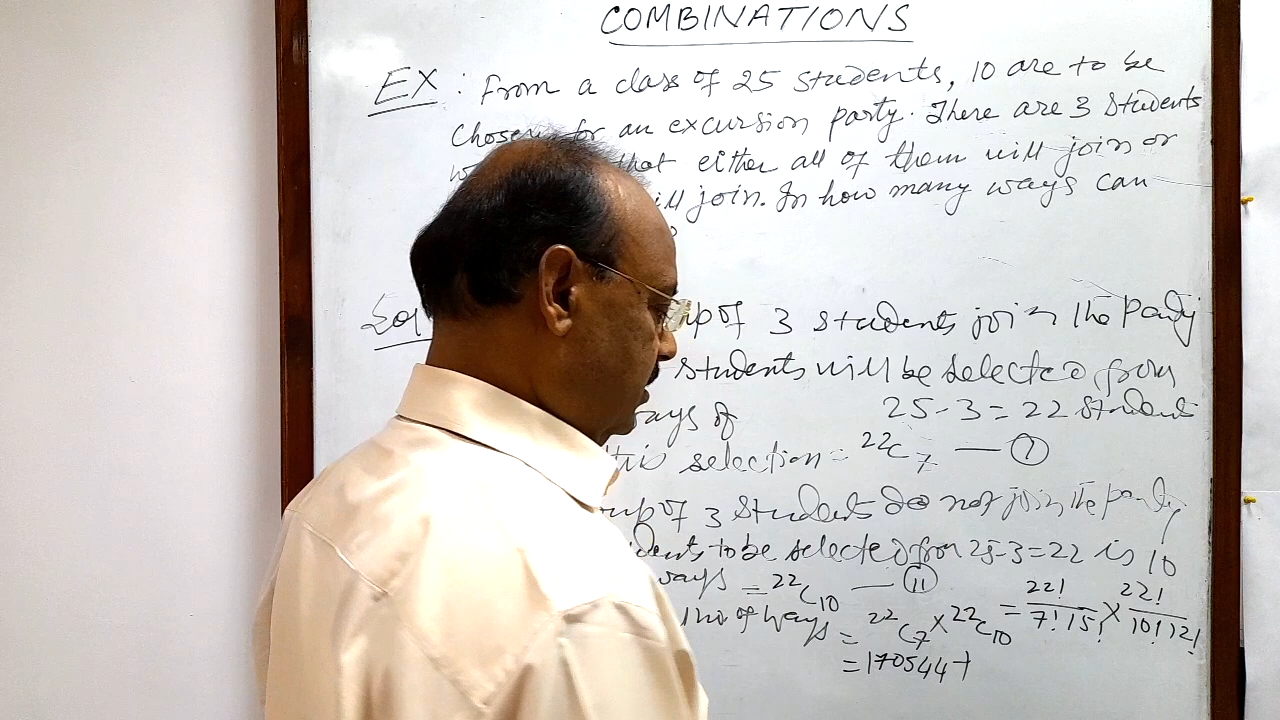 COMBINATIONS
EX : From a class of 25 students, 10 are to be
chosen for an excursion party. There are 3 students
that either all of them will join or
will join. In how many ways can
?
of 3 students join the party
students will be selected from
ways of 25-3=22 students
this selection = ²²C₇ — (I)
of 3 students do not join the party
students to be selected from 25-3=22 is 10
ways = ²²C₁₀ — (II)
no of ways = ²²C₇ × ²²C₁₀ = 22!/7!15! × 22!/10!12!
= 170544 +